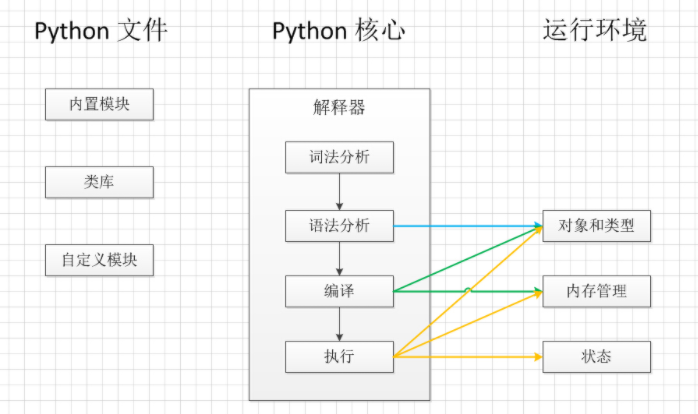 Python 文件
Python 核心
运行环境
内置模块
类库
自定义模块
解释器
词法分析
语法分析
编译
执行
对象和类型
内存管理
状态